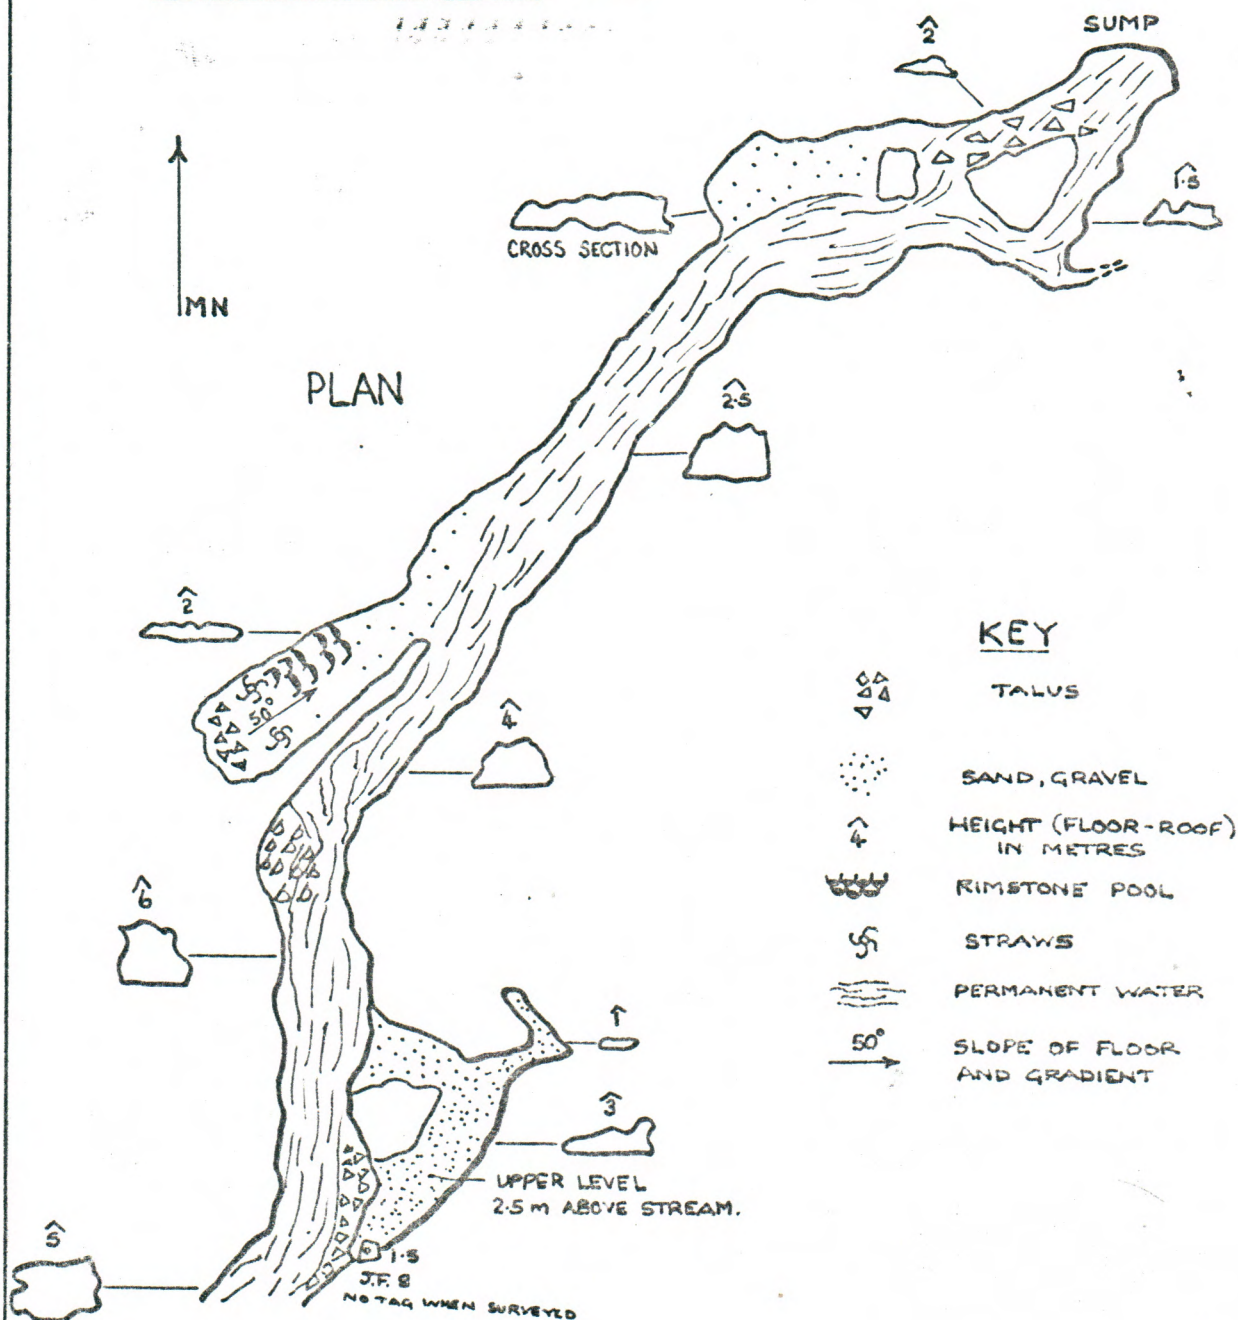 SUMP
2
1.5
CROSS SECTION
MN
PLAN
2.5
2
50°
4
6
1
3
UPPER LEVEL
2.5 m ABOVE STREAM.
5
1.5
J.F. 8
NO TAG WHEN SURVEYED
KEY
TALUS
SAND, GRAVEL
4
HEIGHT (FLOOR-ROOF)
IN METRES
RIMSTONE POOL
STRAWS
PERMANENT WATER
50°
SLOPE OF FLOOR
AND GRADIENT